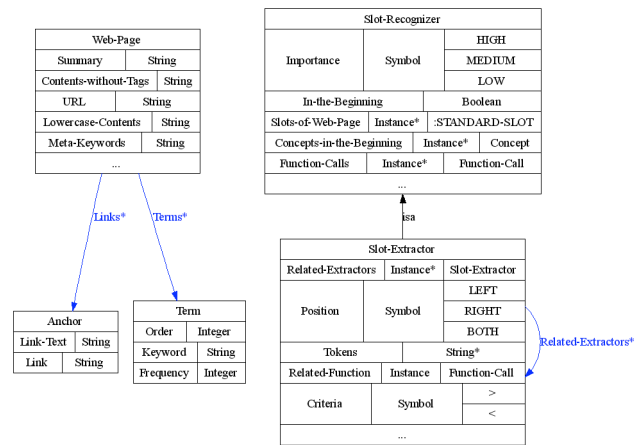 Web-Page
Summary String
Contents-without-Tags String
URL String
Lowercase-Contents String
Meta-Keywords String
...
Links*
Terms*
Anchor
Link-Text String
Link String
Term
Order Integer
Keyword String
Frequency Integer
Slot-Recognizer
Importance Symbol HIGH
MEDIUM
LOW
In-the-Beginning Boolean
Slots-of-Web-Page Instance* :STANDARD-SLOT
Concepts-in-the-Beginning Instance* Concept
Function-Calls Instance* Function-Call
...
isa
Slot-Extractor
Related-Extractors Instance* Slot-Extractor
Position Symbol LEFT
RIGHT
BOTH
Related-Extractors*
Tokens String*
Related-Function Instance Function-Call
Criteria Symbol >
<
...